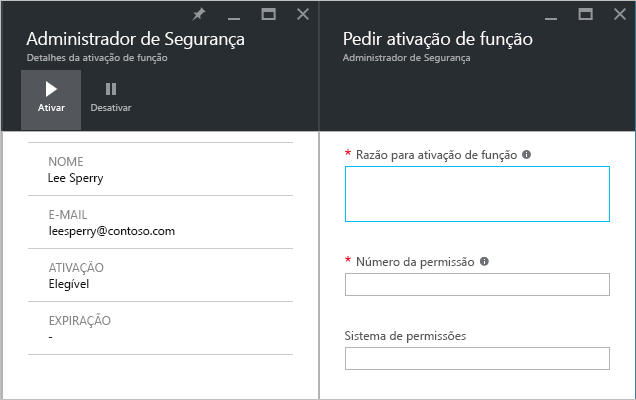 Administrador de Segurança
Detalhes da ativação de função
Ativar
Desativar
NOME
Lee Sperry
E-MAIL
leesperry@contoso.com
ATIVAÇÃO
Elegível
EXPIRAÇÃO
-
Pedir ativação de função
Administrador de Segurança
* Razão para ativação de função
* Número da permissão
Sistema de permissões